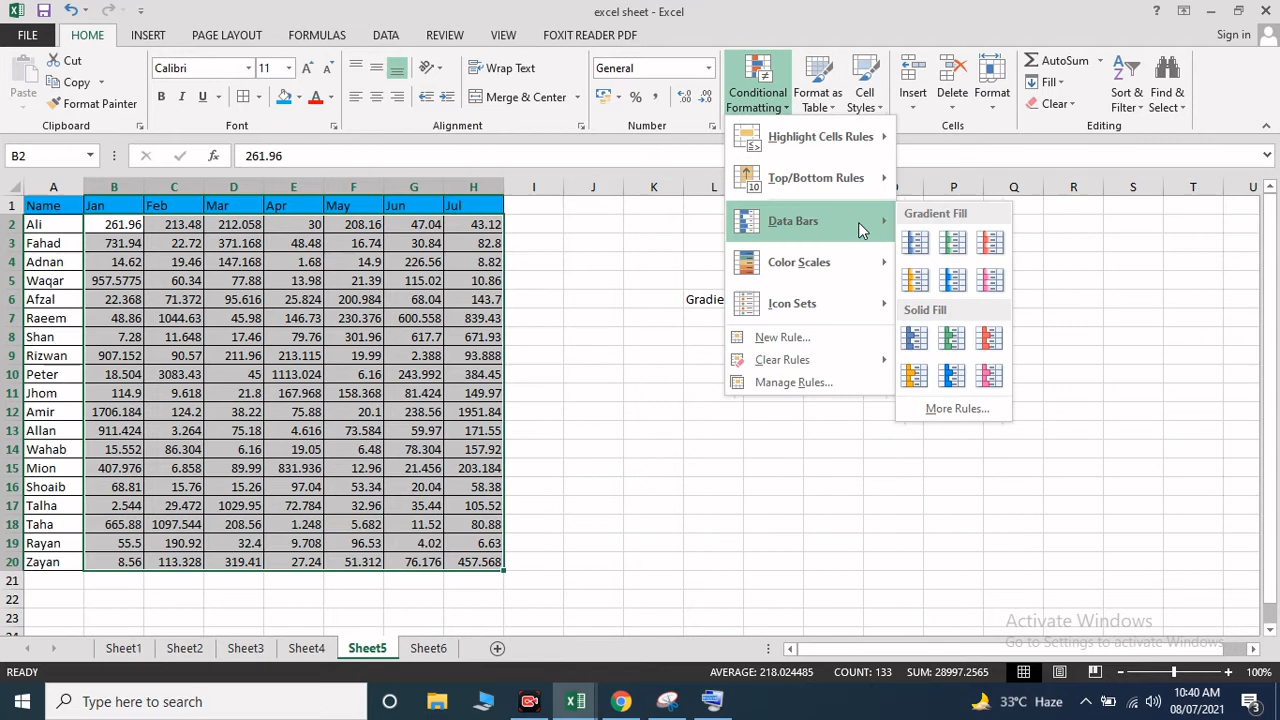 excel sheet - Excel
FILE HOME INSERT PAGE LAYOUT FORMULAS DATA REVIEW VIEW FOXIT READER PDF Sign in
Paste Cut Copy Format Painter Clipboard
Calibri 11 B I U A Font
Wrap Text Merge & Center Alignment
General % , Number
Conditional Formatting Format as Table Cell Styles
Insert Delete Format Cells
AutoSum Fill Clear Sort & Filter Find & Select Editing
B2 fx 261.96
Highlight Cells Rules
Top/Bottom Rules
Data Bars
Color Scales
Icon Sets
New Rule...
Clear Rules
Manage Rules...
Gradient Fill
Solid Fill
More Rules...
A B C D E F G H I J K L P Q R S T U
1 Name Jan Feb Mar Apr May Jun Jul
2 Ali 261.96 213.48 212.058 30 208.16 47.04 43.12
3 Fahad 731.94 22.72 371.168 48.48 16.74 30.84 82.8
4 Adnan 14.62 19.46 147.168 1.68 14.9 226.56 8.82
5 Waqar 957.5775 60.34 77.88 13.98 21.39 115.02 10.86
6 Afzal 22.368 71.372 95.616 25.824 200.984 68.04 Gradie
7 Raeem 48.86 1044.63 45.98 146.73 230.376 600.558 839.43
8 Shan 7.28 11.648 17.46 79.76 301.96 617.7 671.93
9 Rizwan 907.152 90.57 211.96 213.115 19.99 2.388 93.888
10 Peter 18.504 3083.43 45 1113.024 6.16 243.992 384.45
11 Jhom 114.9 9.618 21.8 167.968 158.368 81.424 149.97
12 Amir 1706.184 124.2 38.22 75.88 20.1 238.56 1951.84
13 Allan 911.424 3.264 75.18 4.616 73.584 59.97 171.55
14 Wahab 15.552 86.304 6.16 19.05 6.48 78.304 157.92
15 Mion 407.976 6.858 89.99 831.936 12.96 21.456 203.184
16 Shoaib 68.81 15.76 15.26 97.04 53.34 20.04 58.38
17 Talha 2.544 29.472 1029.95 72.784 32.96 35.44 105.52
18 Taha 665.88 1097.544 208.56 1.248 5.682 11.52 80.88
19 Rayan 55.5 190.92 32.4 9.708 96.53 4.02 6.63
20 Zayan 8.56 113.328 319.41 27.24 51.312 76.176 457.568
21
22
23
Activate Windows
Go to Settings to activate Windows.
Sheet1 Sheet2 Sheet3 Sheet4 Sheet5 Sheet6
READY AVERAGE: 218.024485 COUNT: 133 SUM: 28997.2565 100%
Type here to search 33°C Haze 10:40 AM
08/07/2021 3